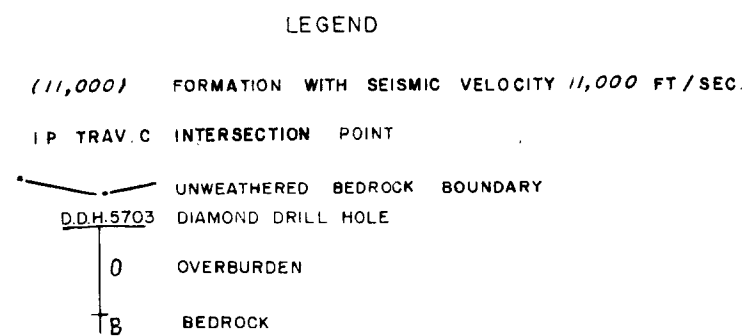 LEGEND
(11,000) FORMATION WITH SEISMIC VELOCITY 11,000 FT/SEC.
IP TRAV.C INTERSECTION POINT
UNWEATHERED BEDROCK BOUNDARY
D.D.H.5703 DIAMOND DRILL HOLE
O OVERBURDEN
B BEDROCK